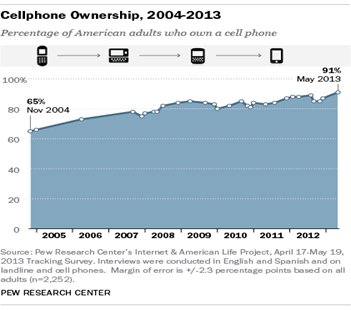 Cellphone Ownership, 2004-2013
Percentage of American adults who own a cell phone
91%
May 2013
100%
65%
Nov 2004
80
60
40
20
0
2005 2006 2007 2008 2009 2010 2011 2012
Source: Pew Research Center's Internet & American Life Project, April 17-May 19,
2013 Tracking Survey. Interviews were conducted in English and Spanish and on
landline and cell phones. Margin of error is +/-2.3 percentage points based on all
adults (n=2,252).
PEW RESEARCH CENTER